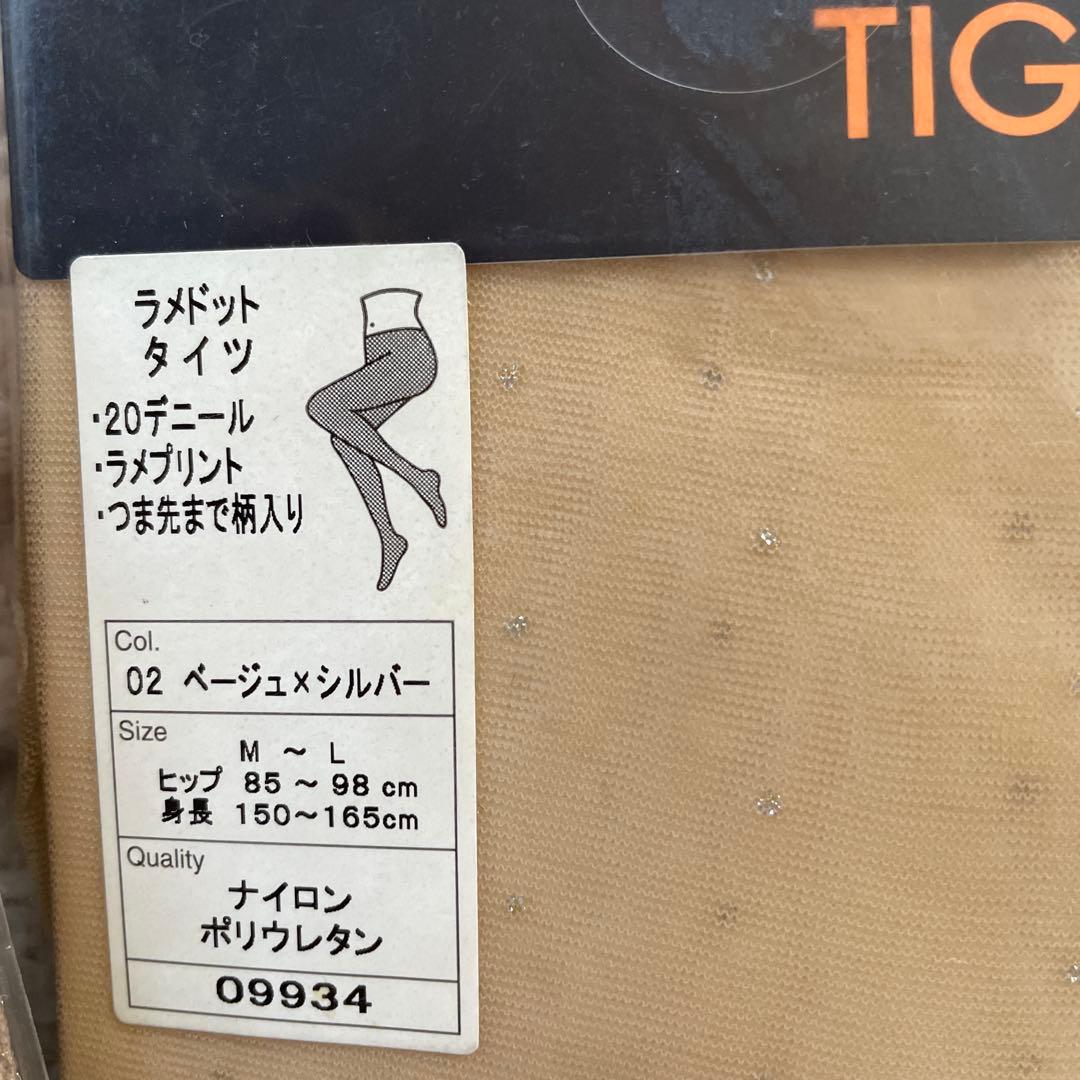 TIG
ラメドット
タイツ
・20デニール
・ラメプリント
・つま先まで柄入り
Col.
02 ベージュ×シルバー
Size
M ～ L
ヒップ 85 ～ 98 cm
身長 150～165cm
Quality
ナイロン
ポリウレタン
09934